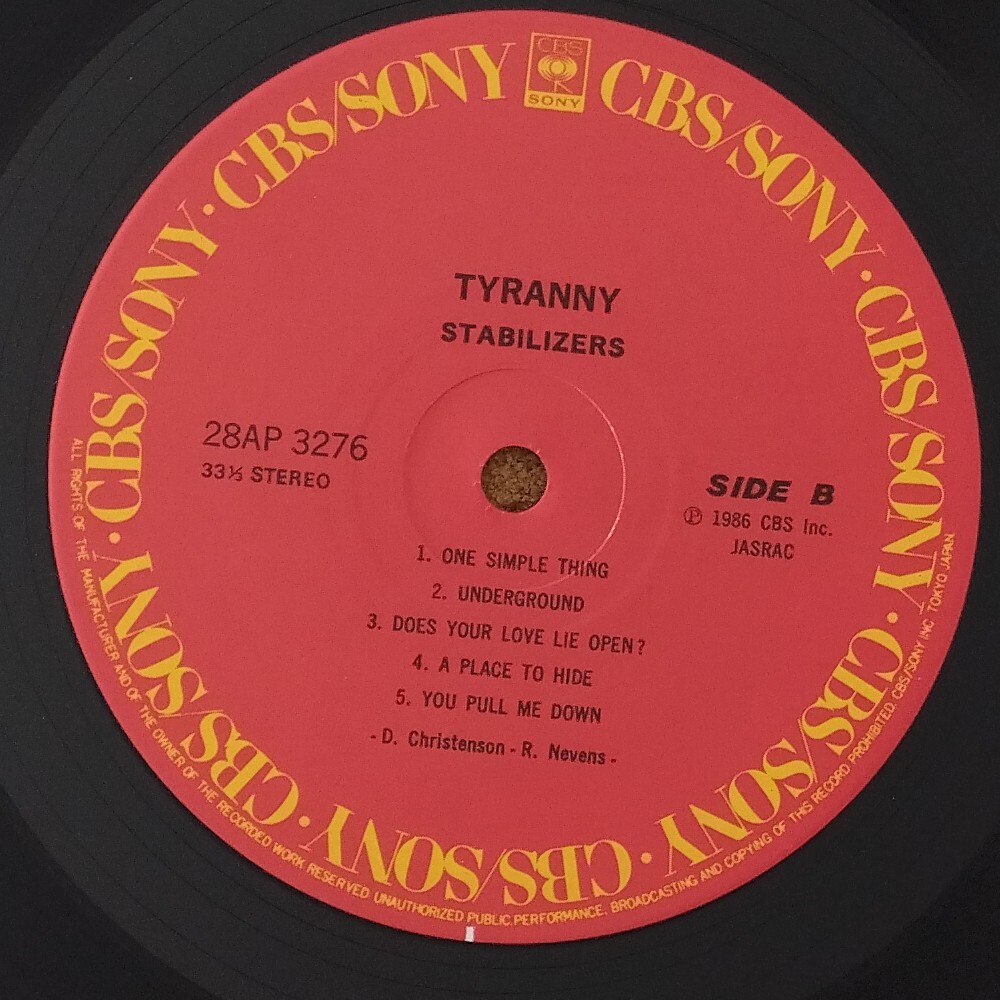 CBS
SONY
CBS/SONY · CBS/SONY · CBS/SONY · CBS/SONY · CBS/SONY · CBS/SONY · CBS/SONY · CBS/SONY · CBS/SONY
TYRANNY
STABILIZERS
28AP 3276
33⅓ STEREO
SIDE B
Ⓟ 1986 CBS Inc.
JASRAC
1. ONE SIMPLE THING
2. UNDERGROUND
3. DOES YOUR LOVE LIE OPEN?
4. A PLACE TO HIDE
5. YOU PULL ME DOWN
- D. Christenson - R. Nevens -
ALL RIGHTS OF THE MANUFACTURER AND OF THE OWNER OF THE RECORDED WORK RESERVED UNAUTHORIZED PUBLIC PERFORMANCE. BROADCASTING AND COPYING OF THIS RECORD PROHIBITED. CBS/SONY INC. TOKYO JAPAN